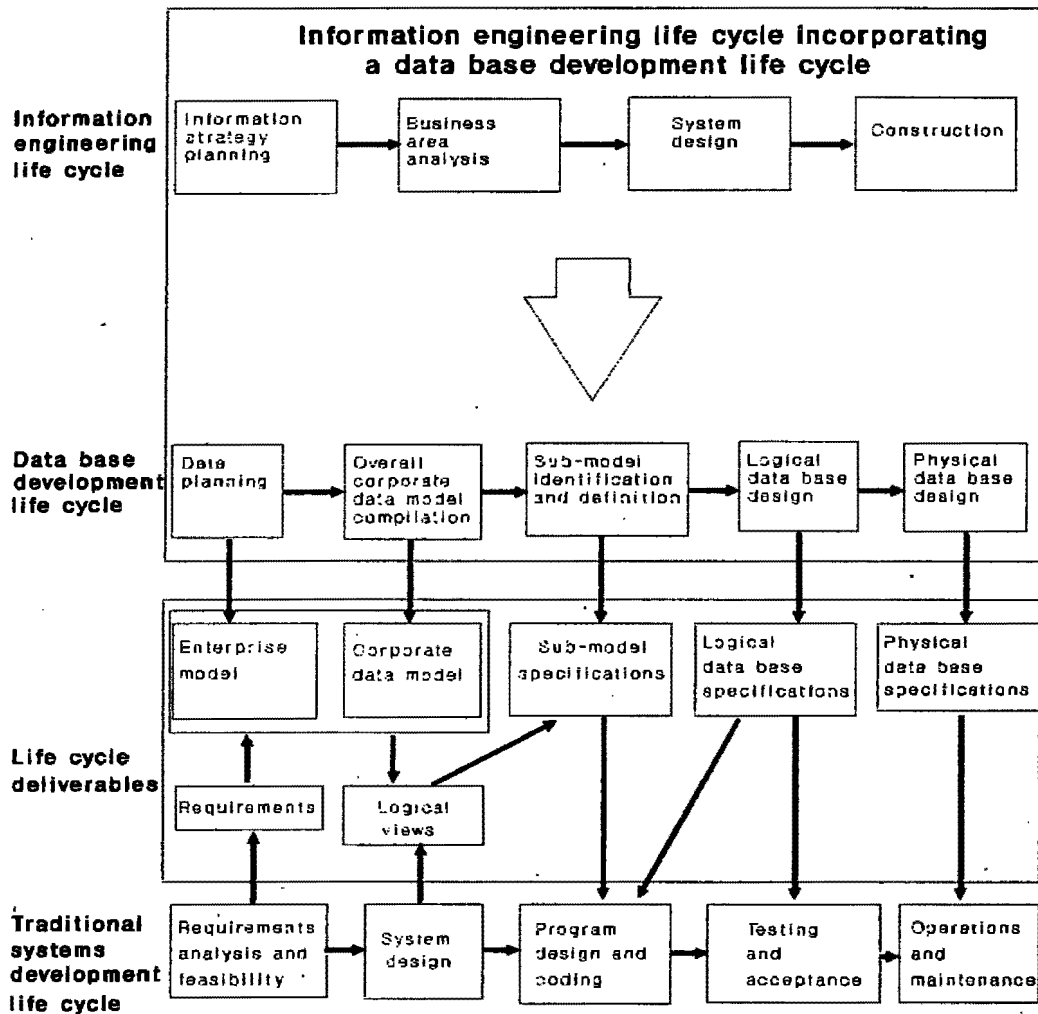 Information engineering life cycle incorporating
a data base development life cycle
Information
engineering
life cycle
Information
strategy
planning
Business
area
analysis
System
design
Construction
Data base
development
life cycle
Data
planning
Overall
corporate
data model
compilation
Sub-model
identification
and definition
Logical
data base
design
Physical
data base
design
Life cycle
deliverables
Enterprise
model
Corporate
data model
Sub-model
specifications
Logical
data base
specifications
Physical
data base
specifications
Requirements
Logical
views
Traditional
systems
development
life cycle
Requirements
analysis and
feasibility
System
design
Program
design and
coding
Testing
and
acceptance
Operations
and
maintenance